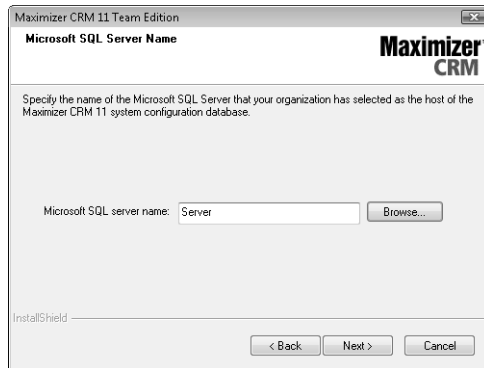 Maximizer CRM 11 Team Edition
Microsoft SQL Server Name
Maximizer
CRM
Specify the name of the Microsoft SQL Server that your organization has selected as the host of the
Maximizer CRM 11 system configuration database.
Microsoft SQL server name: Server Browse...
InstallShield
< Back Next > Cancel